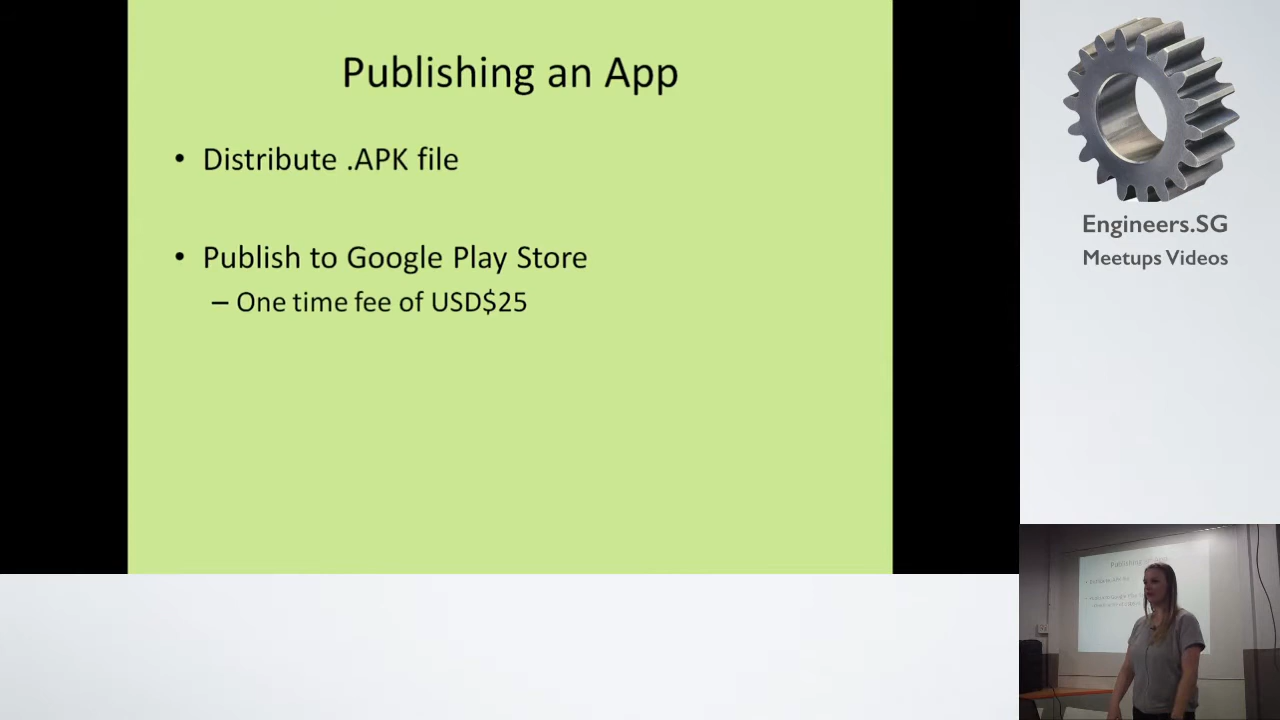 Publishing an App
• Distribute .APK file
• Publish to Google Play Store
– One time fee of USD$25
Engineers.SG
Meetups Videos